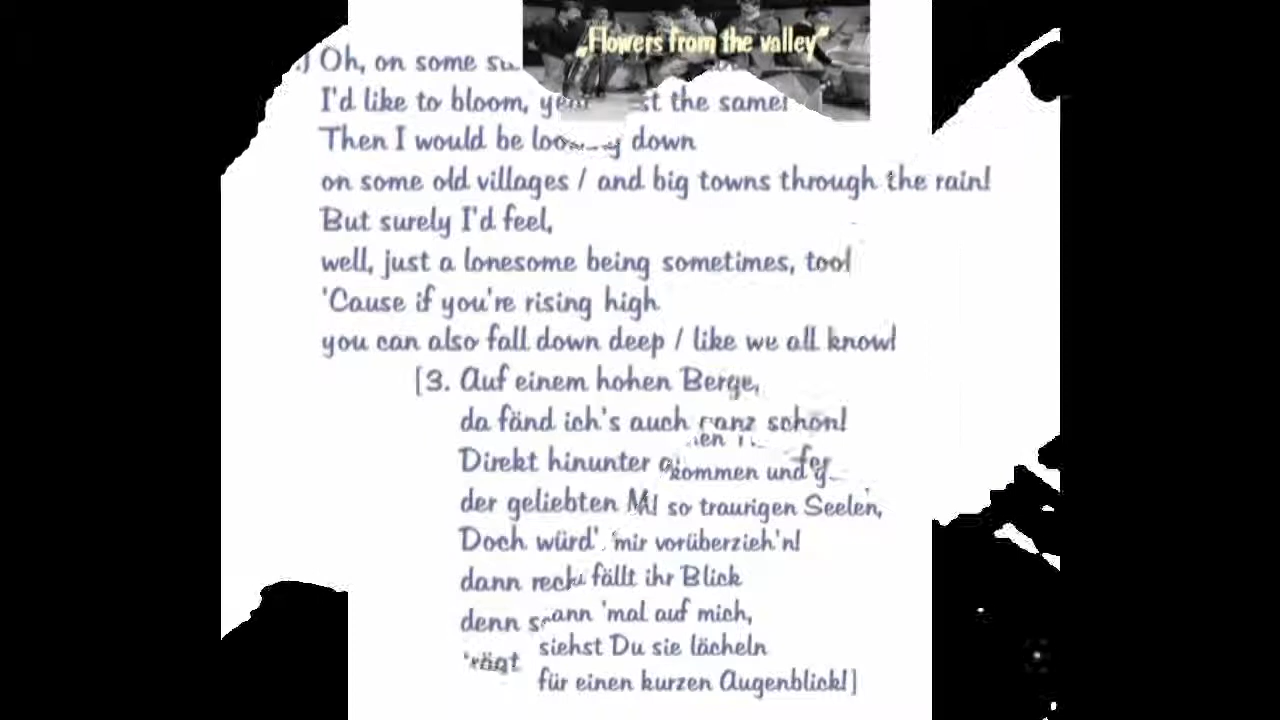 „Flowers from the valley”
Oh, on some
I'd like to bloom, the same!
Then I would be down
on some old villages / and big towns through the rain!
But surely I'd feel,
well, just a lonesome being sometimes, too!
'Cause if you're rising high
you can also fall down deep / like we all know!
[3. Auf einem hohen Berge,
da fänd ich's auch ganz schön!
Direkt hinunter
kommen und
der geliebten
so traurigen Seelen,
Doch würd'
mir vorüberzieh'n!
dann
fällt ihr Blick
denn
'mal auf mich,
siehst Du sie lächeln
für einen kurzen Augenblick!]